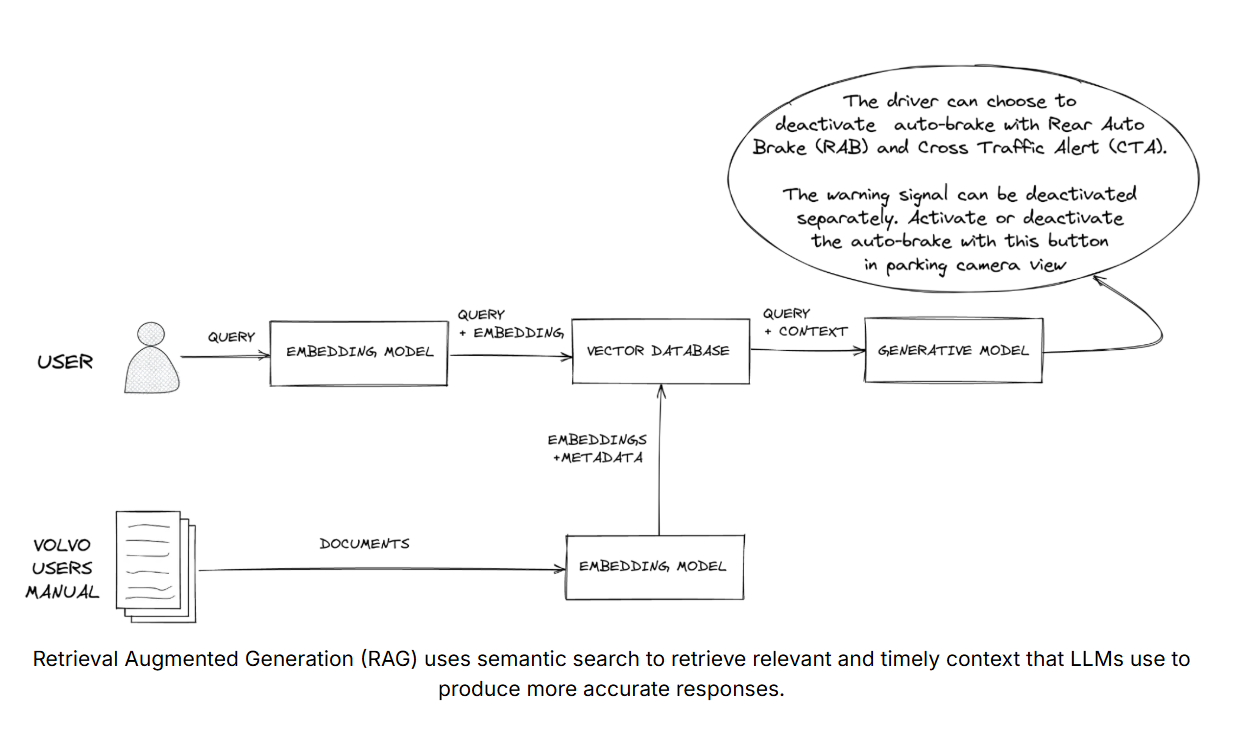 The driver can choose to
deactivate auto-brake with Rear Auto
Brake (RAB) and Cross Traffic Alert (CTA).
The warning signal can be deactivated
separately. Activate or deactivate
the auto-brake with this button
in parking camera view
USER
QUERY
EMBEDDING MODEL
QUERY
+ EMBEDDING
VECTOR DATABASE
QUERY
+ CONTEXT
GENERATIVE MODEL
EMBEDDINGS
+METADATA
VOLVO
USERS
MANUAL
DOCUMENTS
EMBEDDING MODEL
Retrieval Augmented Generation (RAG) uses semantic search to retrieve relevant and timely context that LLMs use to
produce more accurate responses.